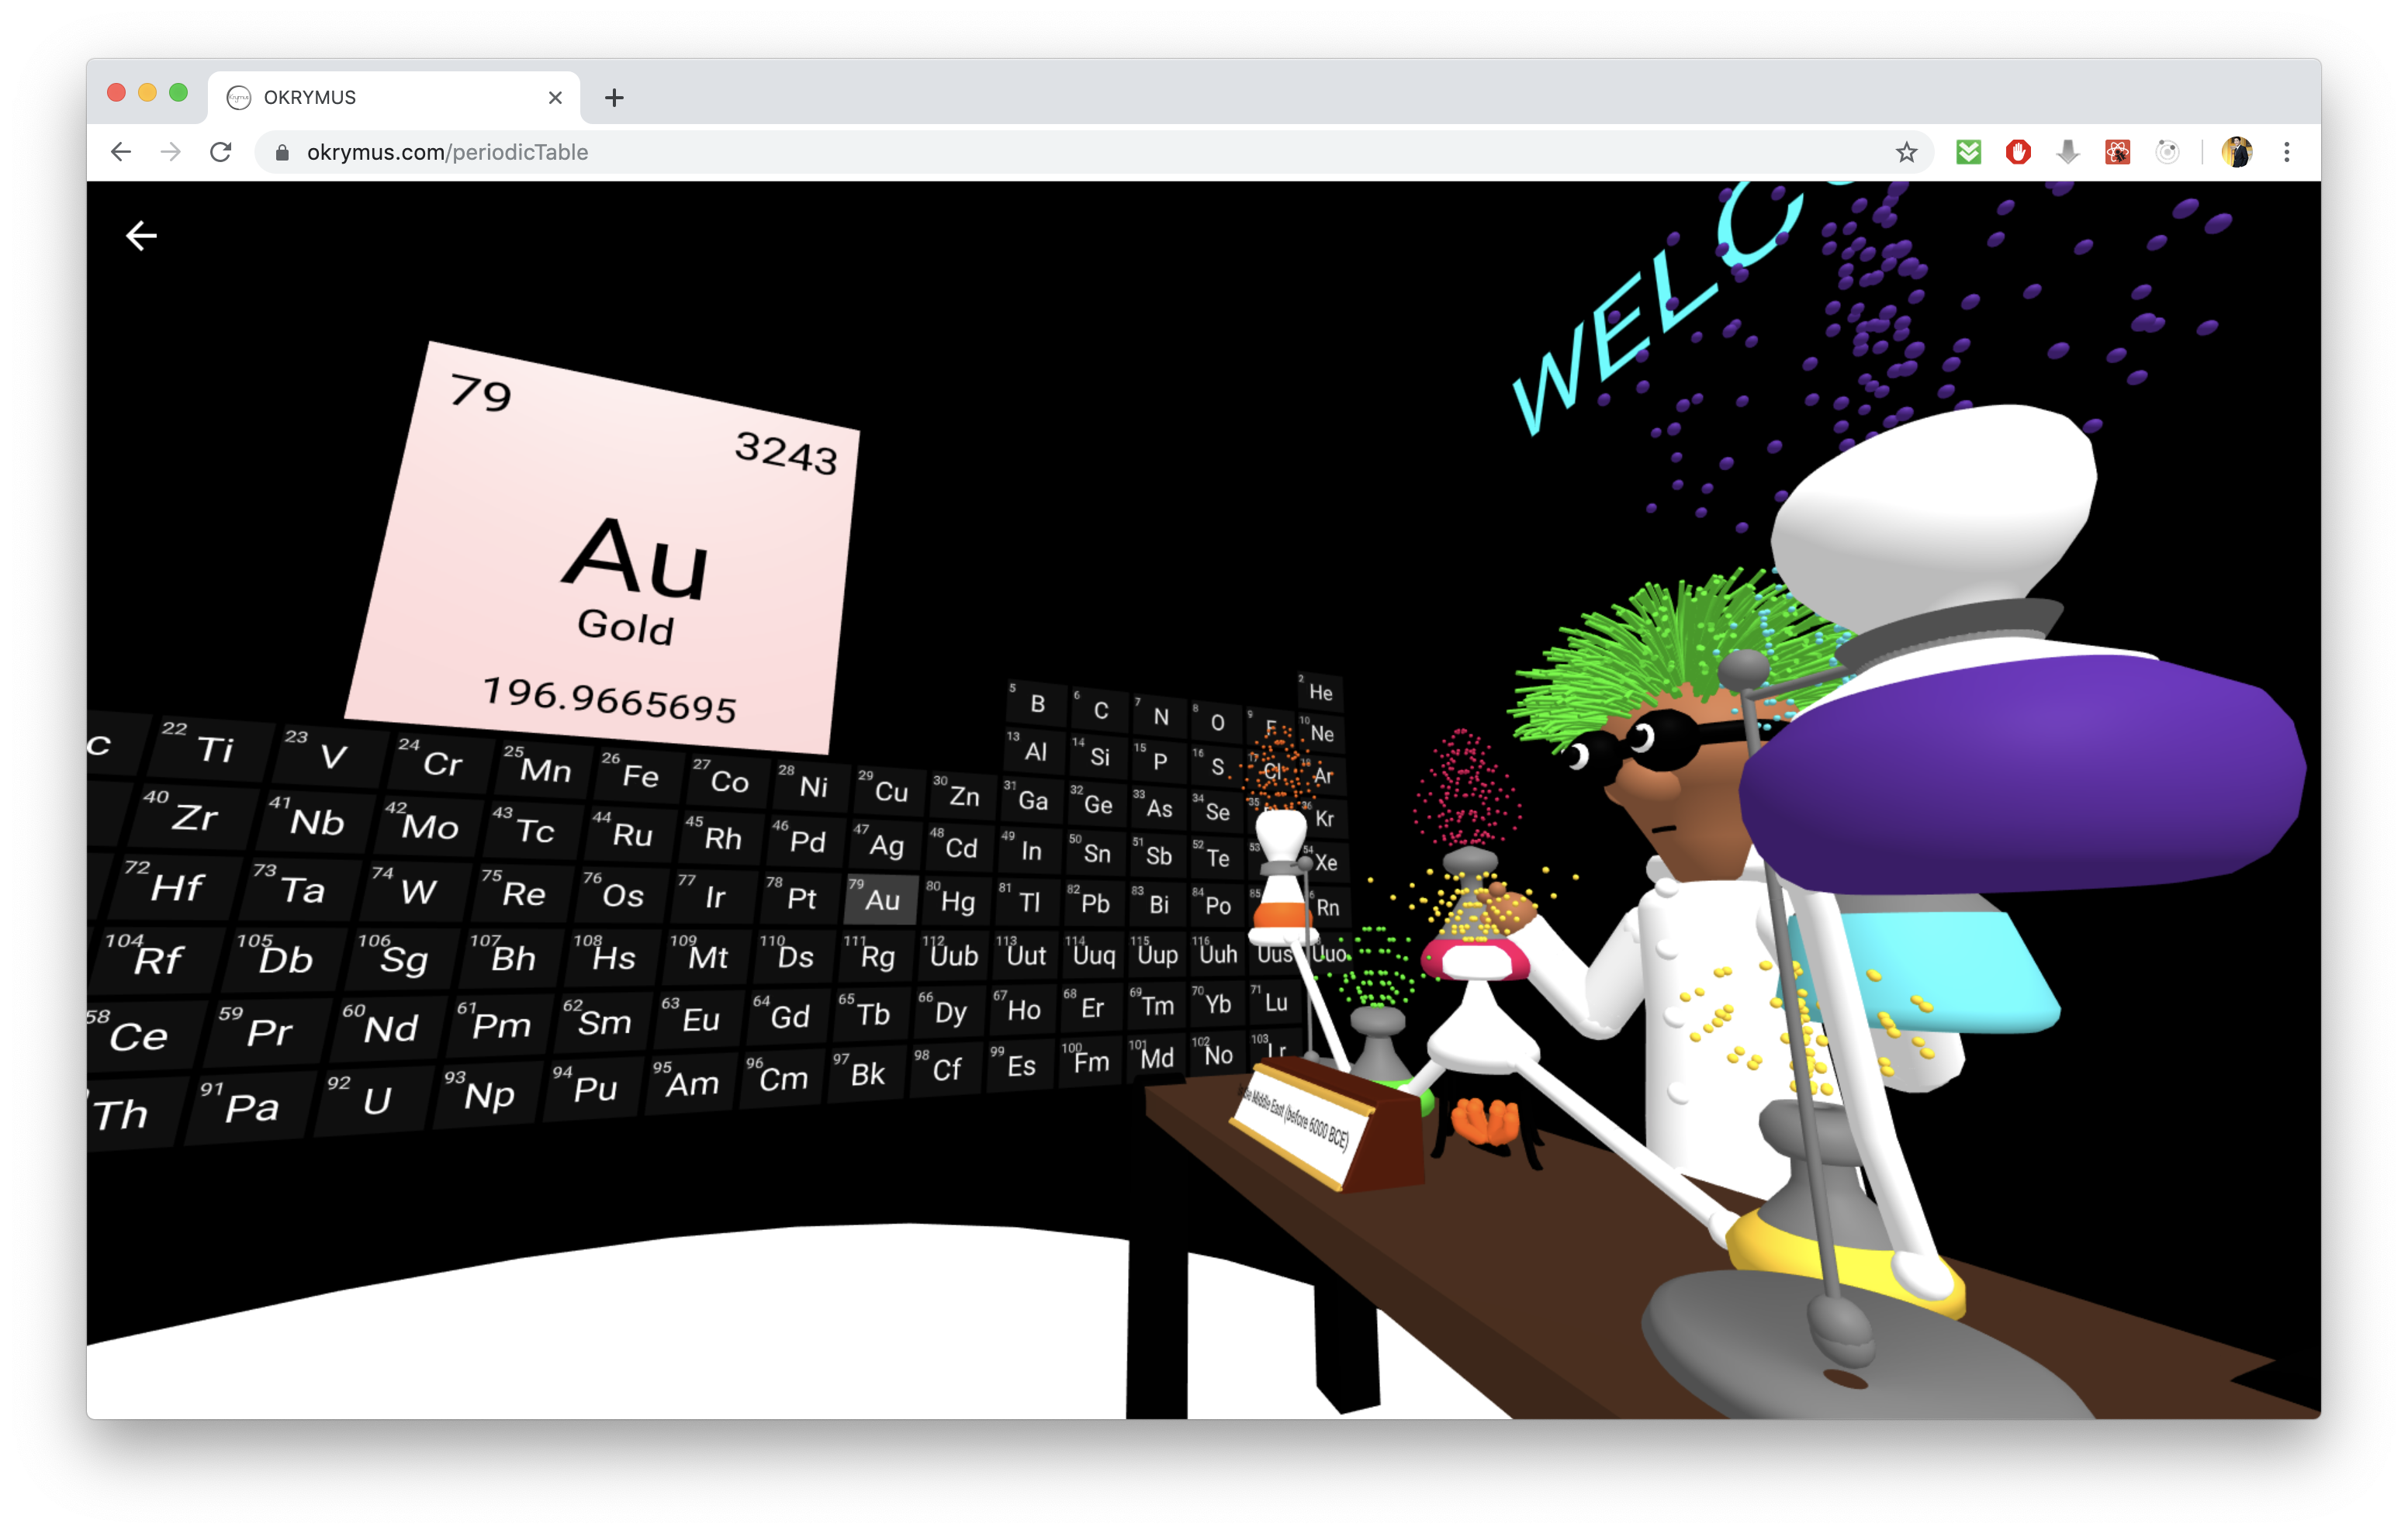 OKRYMUS
okrymus.com/periodicTable
WELC
79
3243
Au
Gold
196.9665695
2 He
5 B 6 C 7 N 8 O 9 F 10 Ne
13 Al 14 Si 15 P 16 S 17 Cl 18 Ar
c 22 Ti 23 V 24 Cr 25 Mn 26 Fe 27 Co 28 Ni 29 Cu 30 Zn 31 Ga 32 Ge 33 As 34 Se 35 36 Kr
40 Zr 41 Nb 42 Mo 43 Tc 44 Ru 45 Rh 46 Pd 47 Ag 48 Cd 49 In 50 Sn 51 Sb 52 Te 53 54 Xe
72 Hf 73 Ta 74 W 75 Re 76 Os 77 Ir 78 Pt 79 Au 80 Hg 81 Tl 82 Pb 83 Bi 84 Po 85 Rn
104 Rf 105 Db 106 Sg 107 Bh 108 Hs 109 Mt 110 Ds 111 Rg 112 Uub 113 Uut 114 Uuq 115 Uup 116 Uuh Uus Uuo
58 Ce 59 Pr 60 Nd 61 Pm 62 Sm 63 Eu 64 Gd 65 Tb 66 Dy 67 Ho 68 Er 69 Tm 70 Yb 71 Lu
Th 91 Pa 92 U 93 Np 94 Pu 95 Am 96 Cm 97 Bk 98 Cf 99 Es 100 Fm 101 Md 102 No 103 Lr
Middle East (before 6000 BCE)